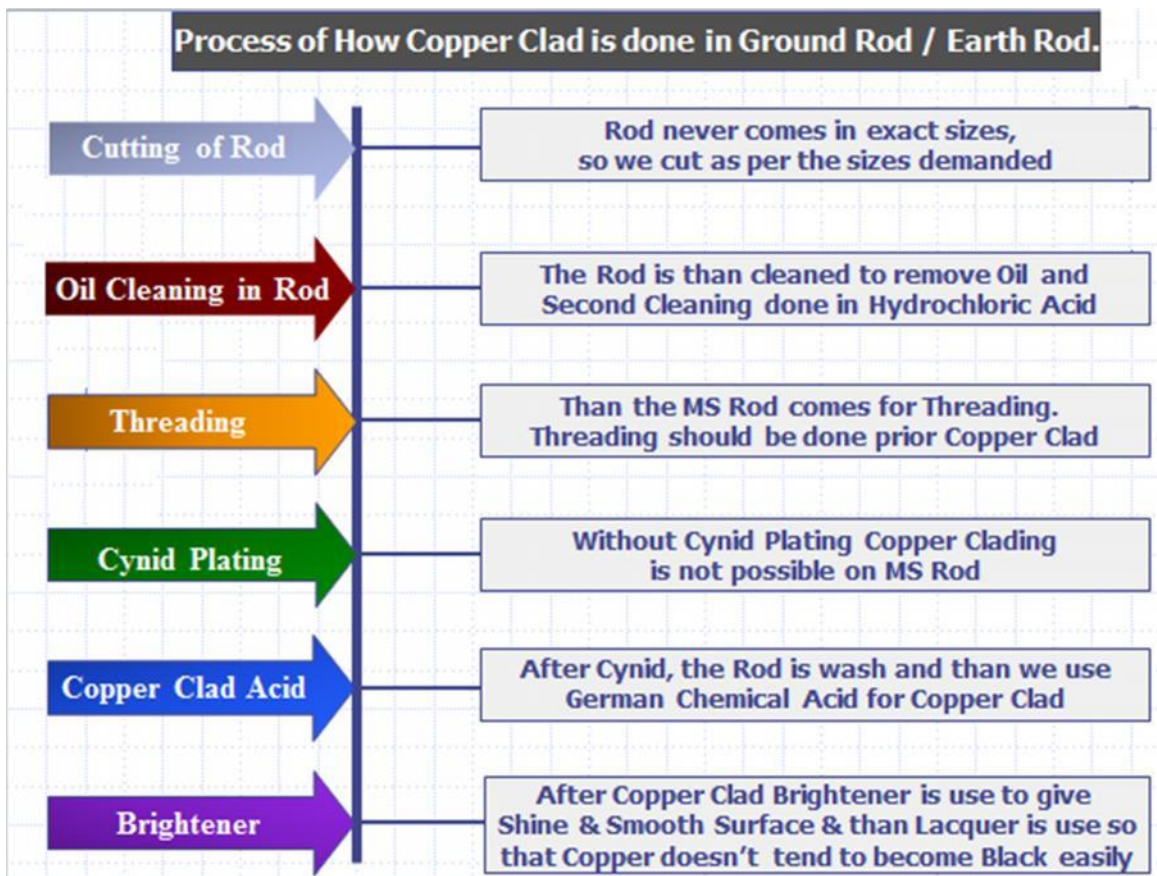 Process of How Copper Clad is done in Ground Rod / Earth Rod.
Cutting of Rod
Rod never comes in exact sizes,
so we cut as per the sizes demanded
Oil Cleaning in Rod
The Rod is than cleaned to remove Oil and
Second Cleaning done in Hydrochloric Acid
Threading
Than the MS Rod comes for Threading.
Threading should be done prior Copper Clad
Cynid Plating
Without Cynid Plating Copper Clading
is not possible on MS Rod
Copper Clad Acid
After Cynid, the Rod is wash and than we use
German Chemical Acid for Copper Clad
Brightener
After Copper Clad Brightener is use to give
Shine & Smooth Surface & than Lacquer is use so
that Copper doesn't tend to become Black easily